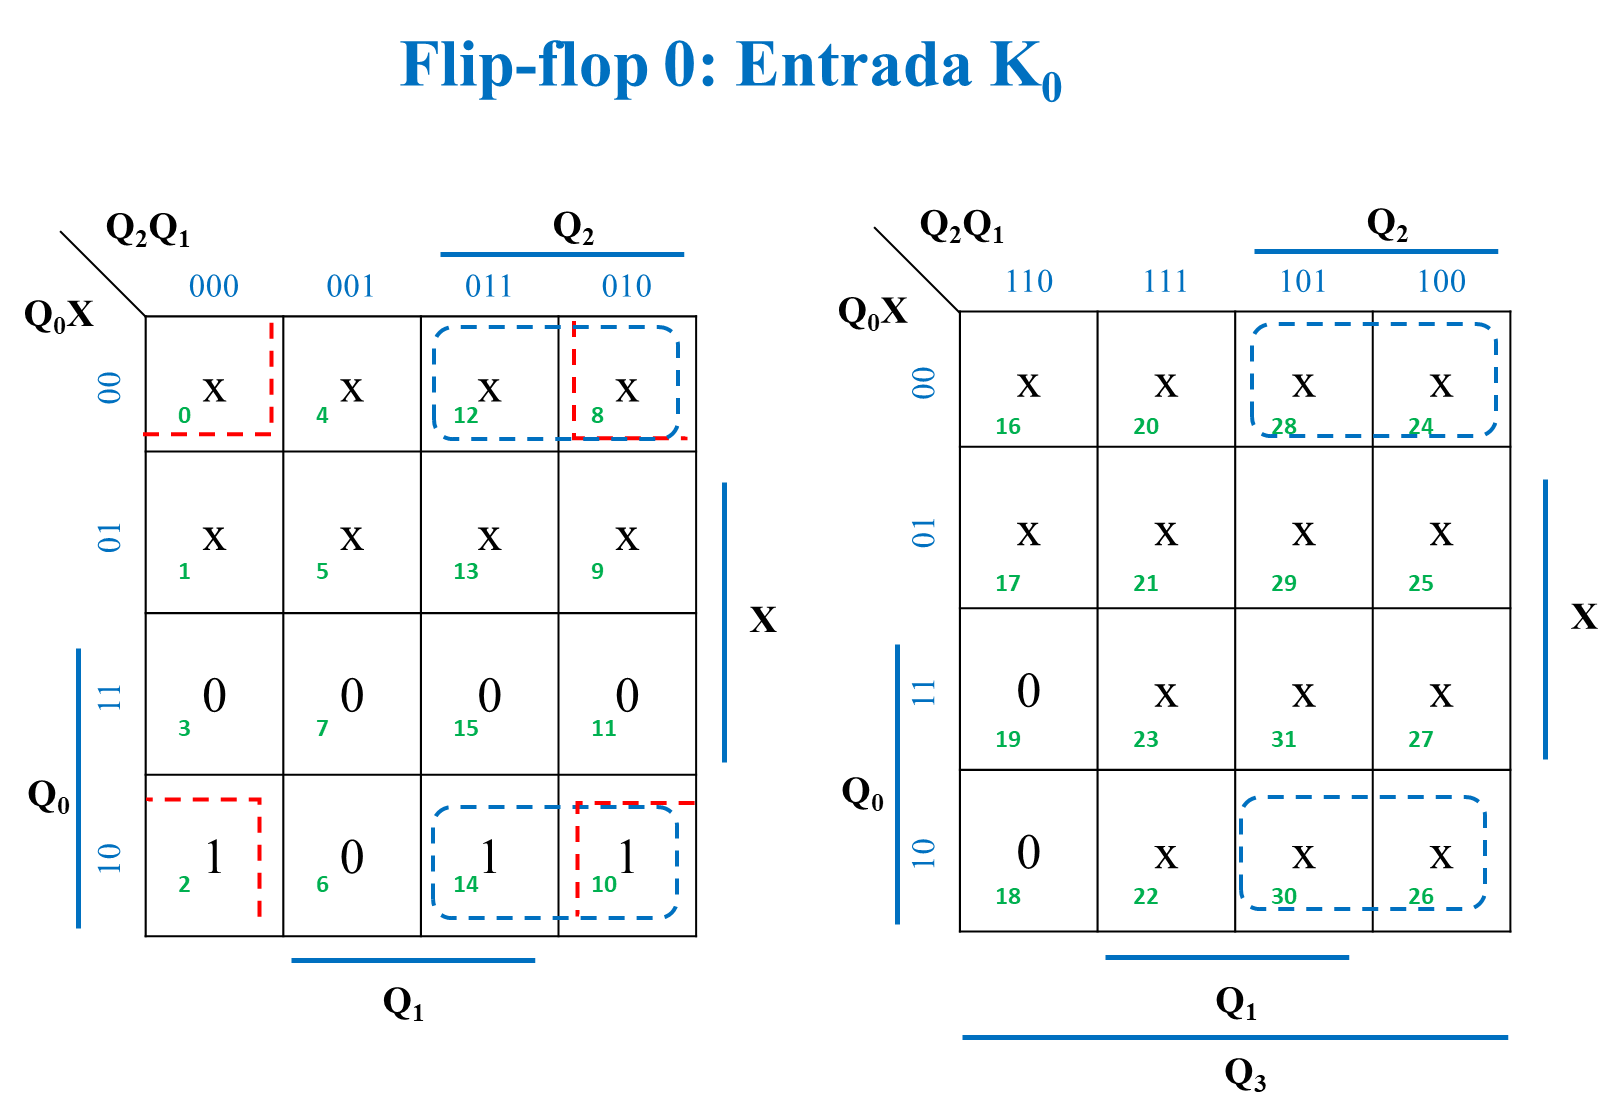 Flip-flop 0: Entrada K₀
Q₂Q₁
Q₂
Q₀X
000 001 011 010
00 x 0 x 4 x 12 x 8
01 x 1 x 5 x 13 x 9
11 0 3 0 7 0 15 0 11
10 1 2 0 6 1 14 1 10
X
Q₀
Q₁
Q₂Q₁
Q₂
Q₀X
110 111 101 100
00 x 16 x 20 x 28 x 24
01 x 17 x 21 x 29 x 25
11 0 19 x 23 x 31 x 27
10 0 18 x 22 x 30 x 26
X
Q₀
Q₁
Q₃